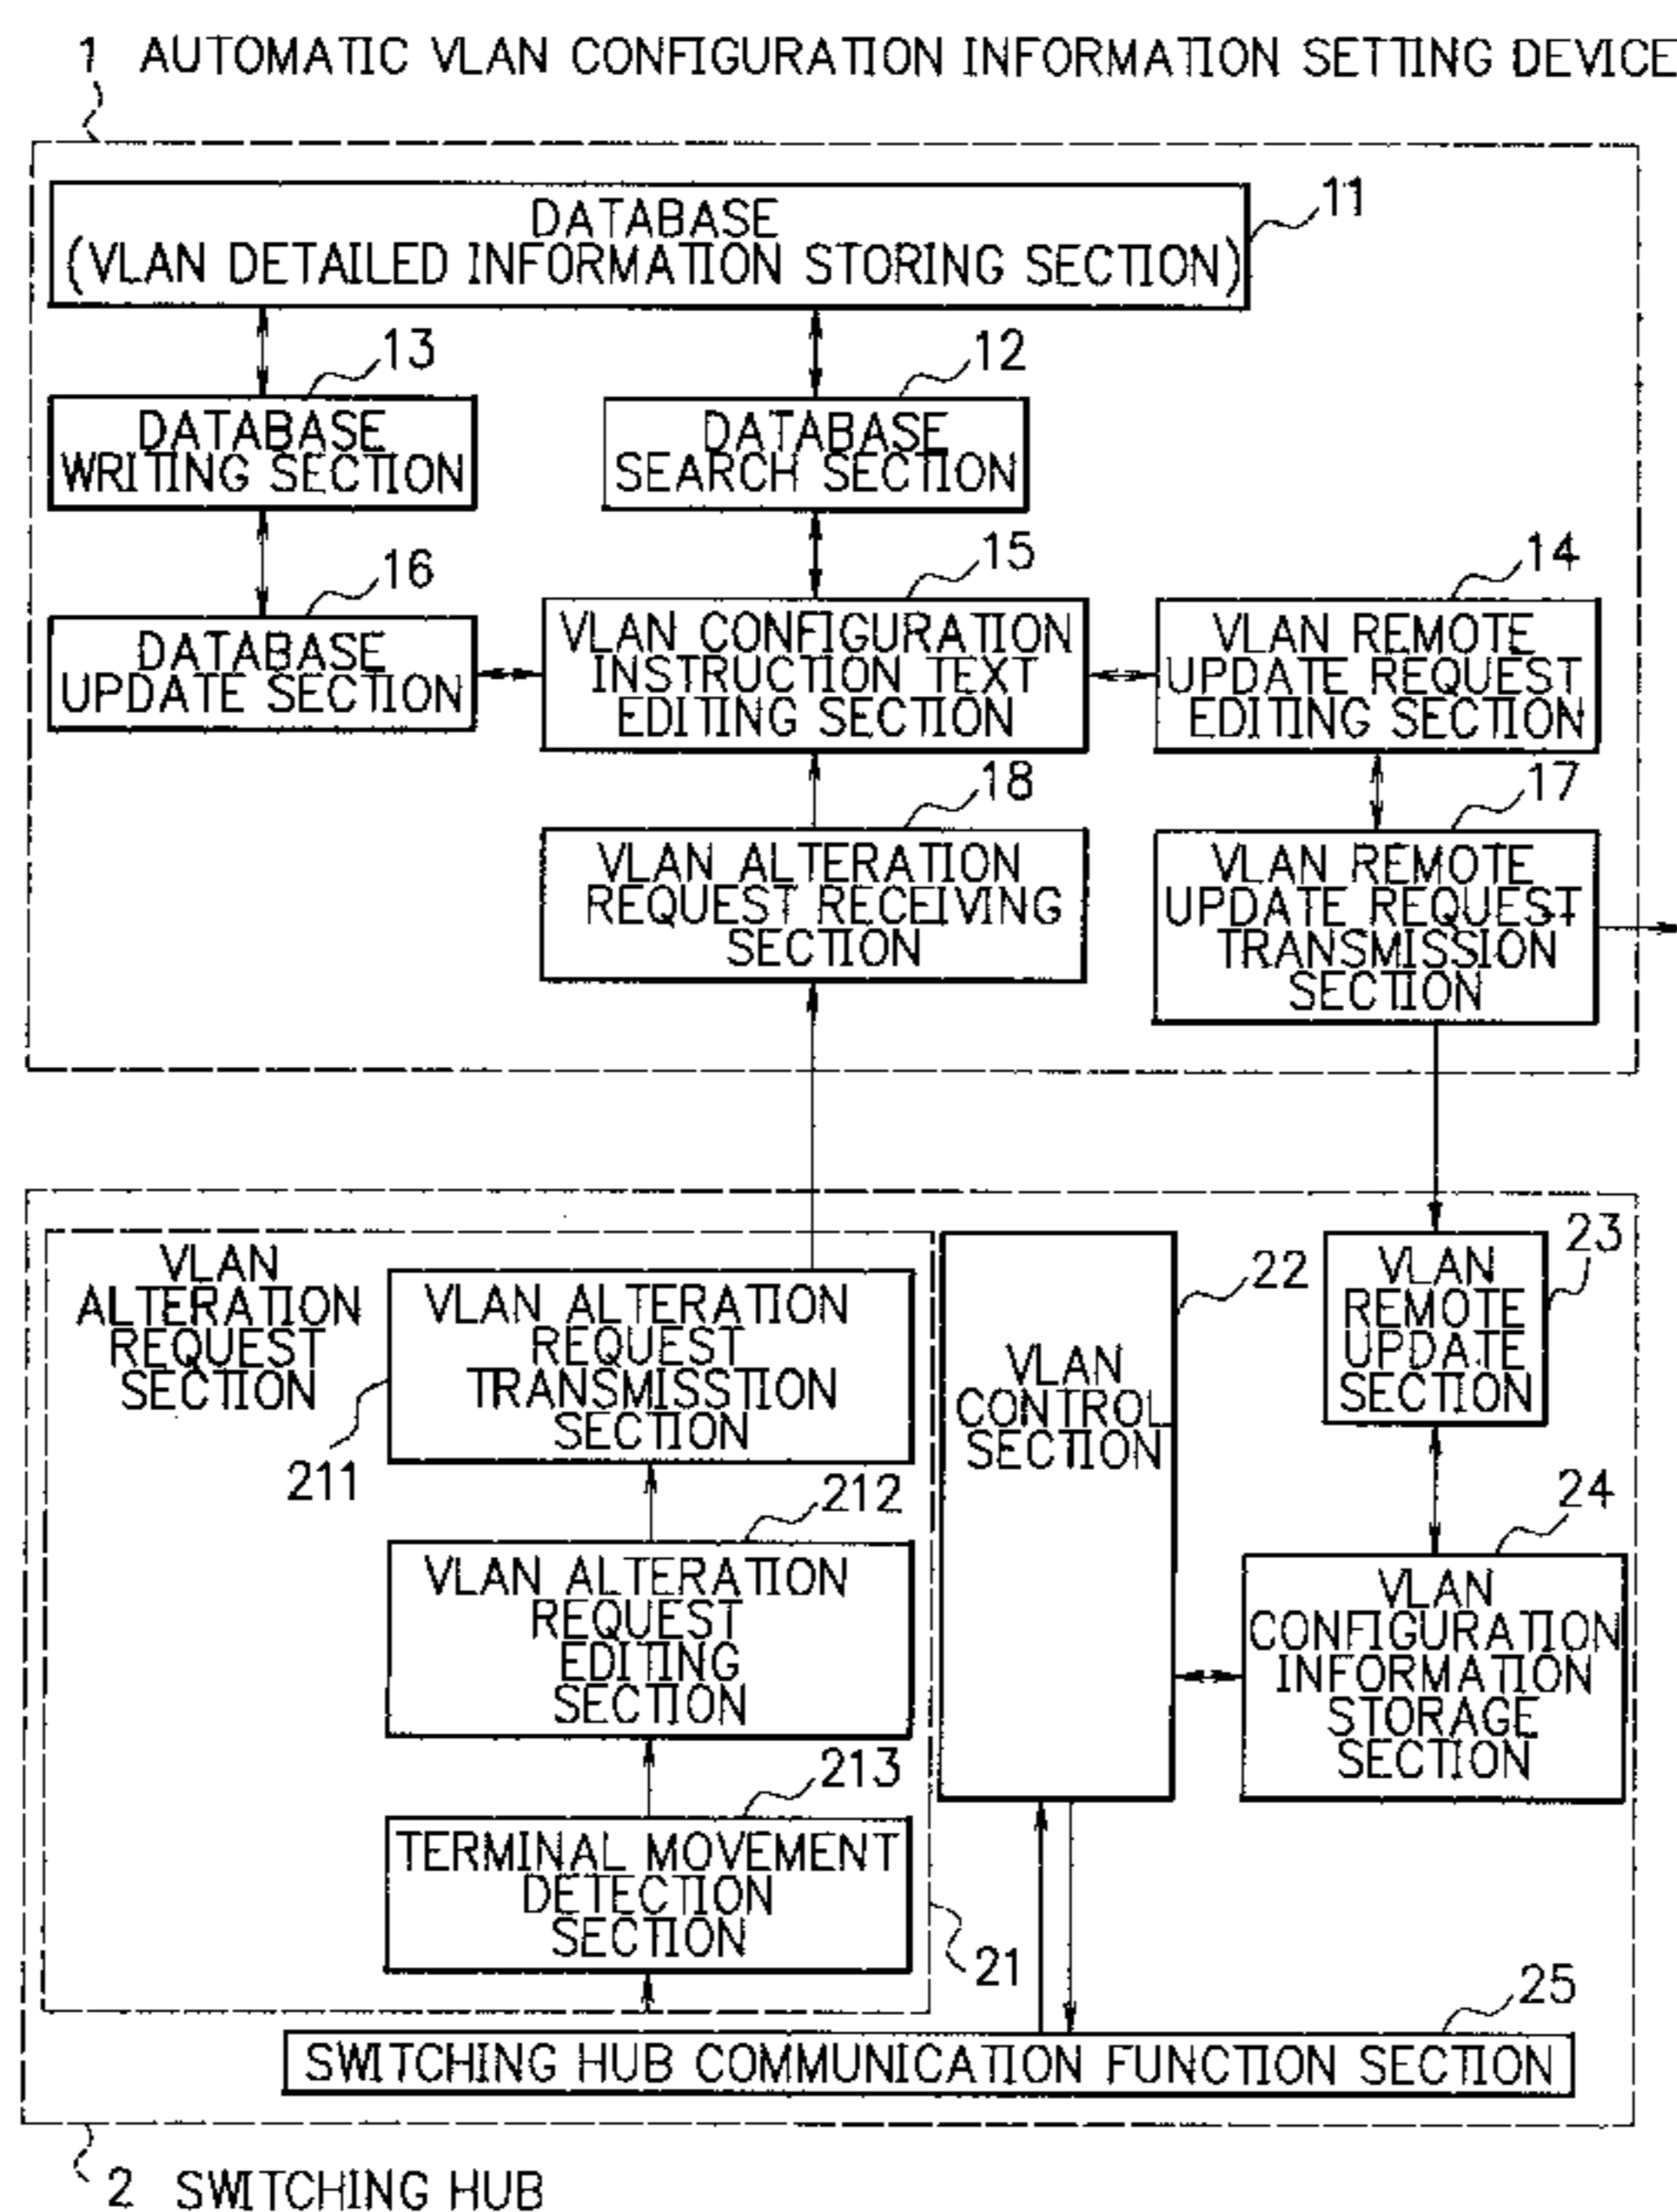 1 AUTOMATIC VLAN CONFIGURATION INFORMATION SETTING DEVICE
11
DATABASE
(VLAN DETAILED INFORMATION STORING SECTION)
13
DATABASE
WRITING SECTION
12
DATABASE
SEARCH SECTION
16
DATABASE
UPDATE SECTION
15
VLAN CONFIGURATION
INSTRUCTION TEXT
EDITING SECTION
14
VLAN REMOTE
UPDATE REQUEST
EDITING SECTION
18
VLAN ALTERATION
REQUEST RECEIVING
SECTION
17
VLAN REMOTE
UPDATE REQUEST
TRANSMISSION
SECTION
VLAN
ALTERATION
REQUEST
SECTION
VLAN ALTERATION
REQUEST
TRANSMISSTION
SECTION
211
212
VLAN ALTERATION
REQUEST
EDITING
SECTION
213
TERMINAL MOVEMENT
DETECTION
SECTION
21
22
VLAN
CONTROL
SECTION
23
VLAN
REMOTE
UPDATE
SECTION
24
VLAN
CONFIGURATION
INFORMATION
STORAGE
SECTION
25
SWITCHING HUB COMMUNICATION FUNCTION SECTION
2 SWITCHING HUB